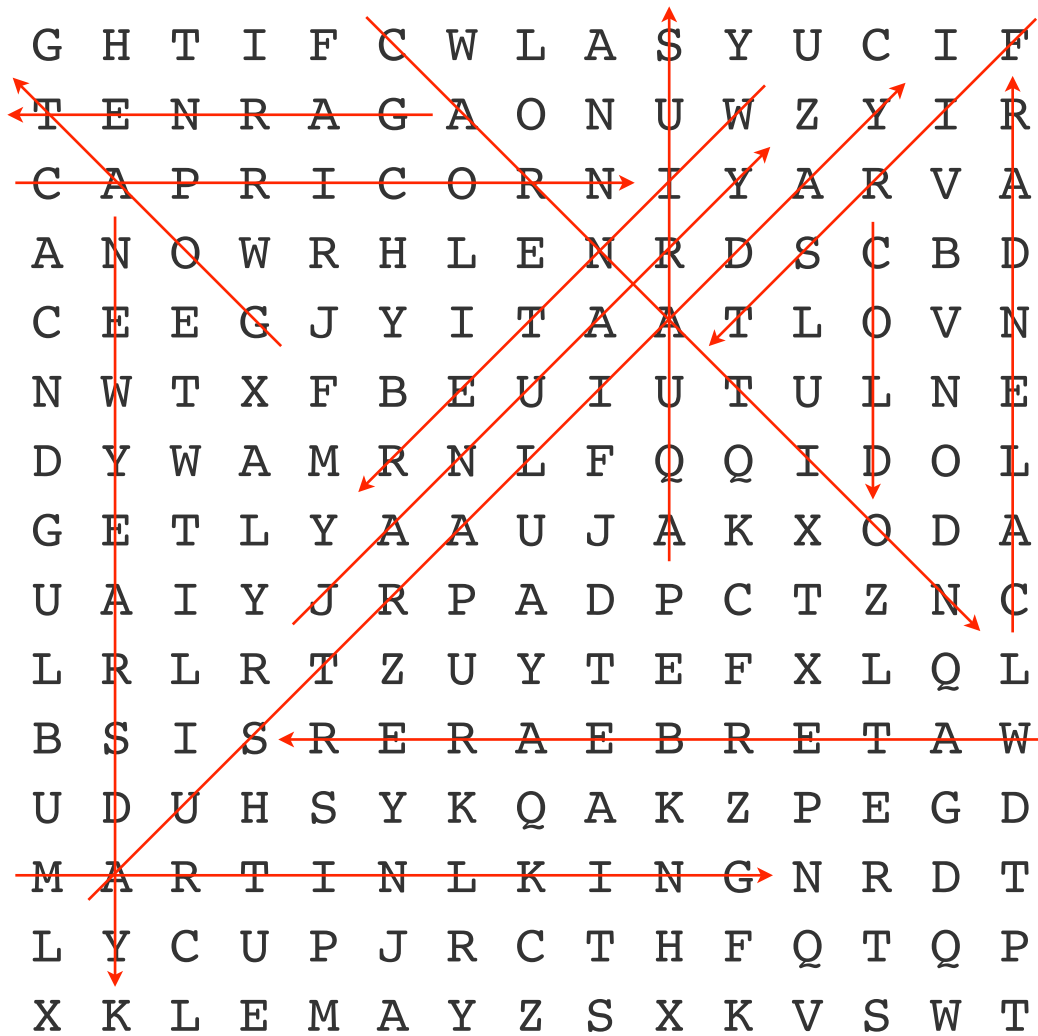 G H T I F C W L A S Y U C I F
T E N R A G A O N U W Z Y I R
C A P R I C O R N I Y A R V A
A N O W R H L E N R D S C B D
C E E G J Y I T A A T L O V N
N W T X F B E U I U T U L N E
D Y W A M R N L F Q Q I D O L
G E T L Y A A U J A K X O D A
U A I Y J R P A D P C T Z N C
L R L R T Z U Y T E F X L Q L
B S I S R E R A E B R E T A W
U D U H S Y K Q A K Z P E G D
M A R T I N L K I N G N R D T
L Y C U P J R C T H F Q T Q P
X K L E M A Y Z S X K V S W T